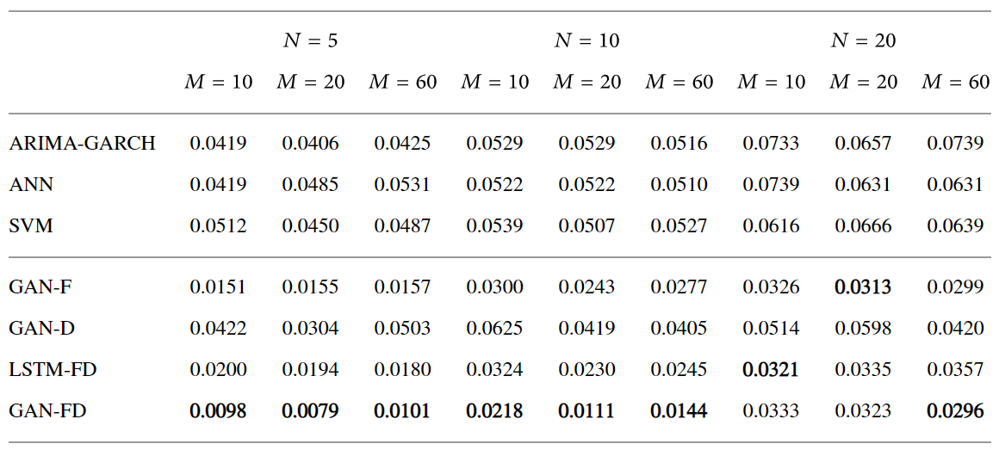 N = 5 N = 10 N = 20
M = 10 M = 20 M = 60 M = 10 M = 20 M = 60 M = 10 M = 20 M = 60
ARIMA-GARCH 0.0419 0.0406 0.0425 0.0529 0.0529 0.0516 0.0733 0.0657 0.0739
ANN 0.0419 0.0485 0.0531 0.0522 0.0522 0.0510 0.0739 0.0631 0.0631
SVM 0.0512 0.0450 0.0487 0.0539 0.0507 0.0527 0.0616 0.0666 0.0639
GAN-F 0.0151 0.0155 0.0157 0.0300 0.0243 0.0277 0.0326 0.0313 0.0299
GAN-D 0.0422 0.0304 0.0503 0.0625 0.0419 0.0405 0.0514 0.0598 0.0420
LSTM-FD 0.0200 0.0194 0.0180 0.0324 0.0230 0.0245 0.0321 0.0335 0.0357
GAN-FD 0.0098 0.0079 0.0101 0.0218 0.0111 0.0144 0.0333 0.0323 0.0296